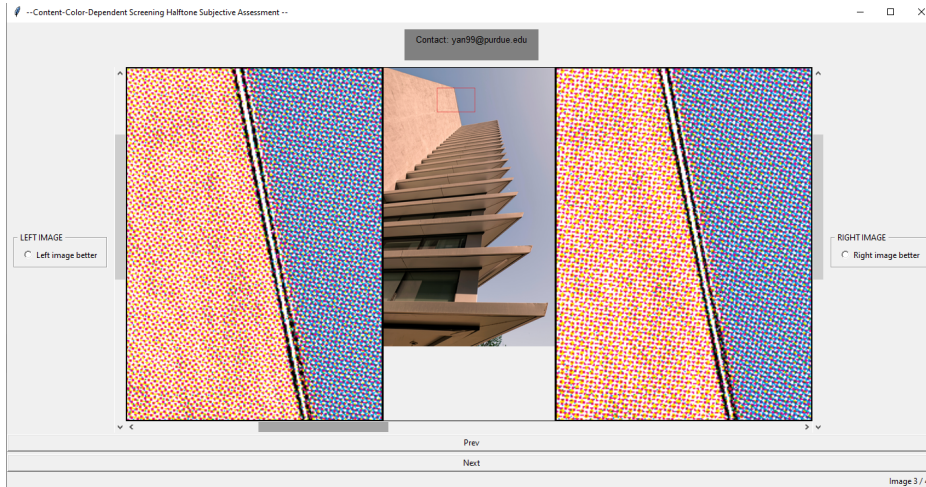 --Content-Color-Dependent Screening Halftone Subjective Assessment --
Contact: yan99@purdue.edu
LEFT IMAGE
Left image better
RIGHT IMAGE
Right image better
Prev
Next
Image 3 /